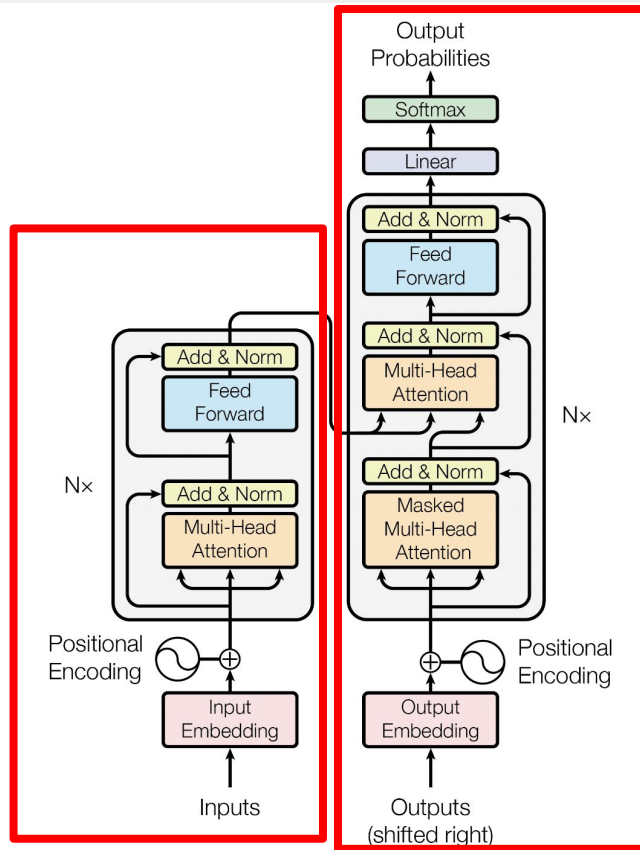 Output
Probabilities
Softmax
Linear
Add & Norm
Feed
Forward
Add & Norm
Multi-Head
Attention
Nx
Add & Norm
Masked
Multi-Head
Attention
Positional
Encoding
Output
Embedding
Outputs
(shifted right)
Add & Norm
Feed
Forward
Nx
Add & Norm
Multi-Head
Attention
Positional
Encoding
Input
Embedding
Inputs